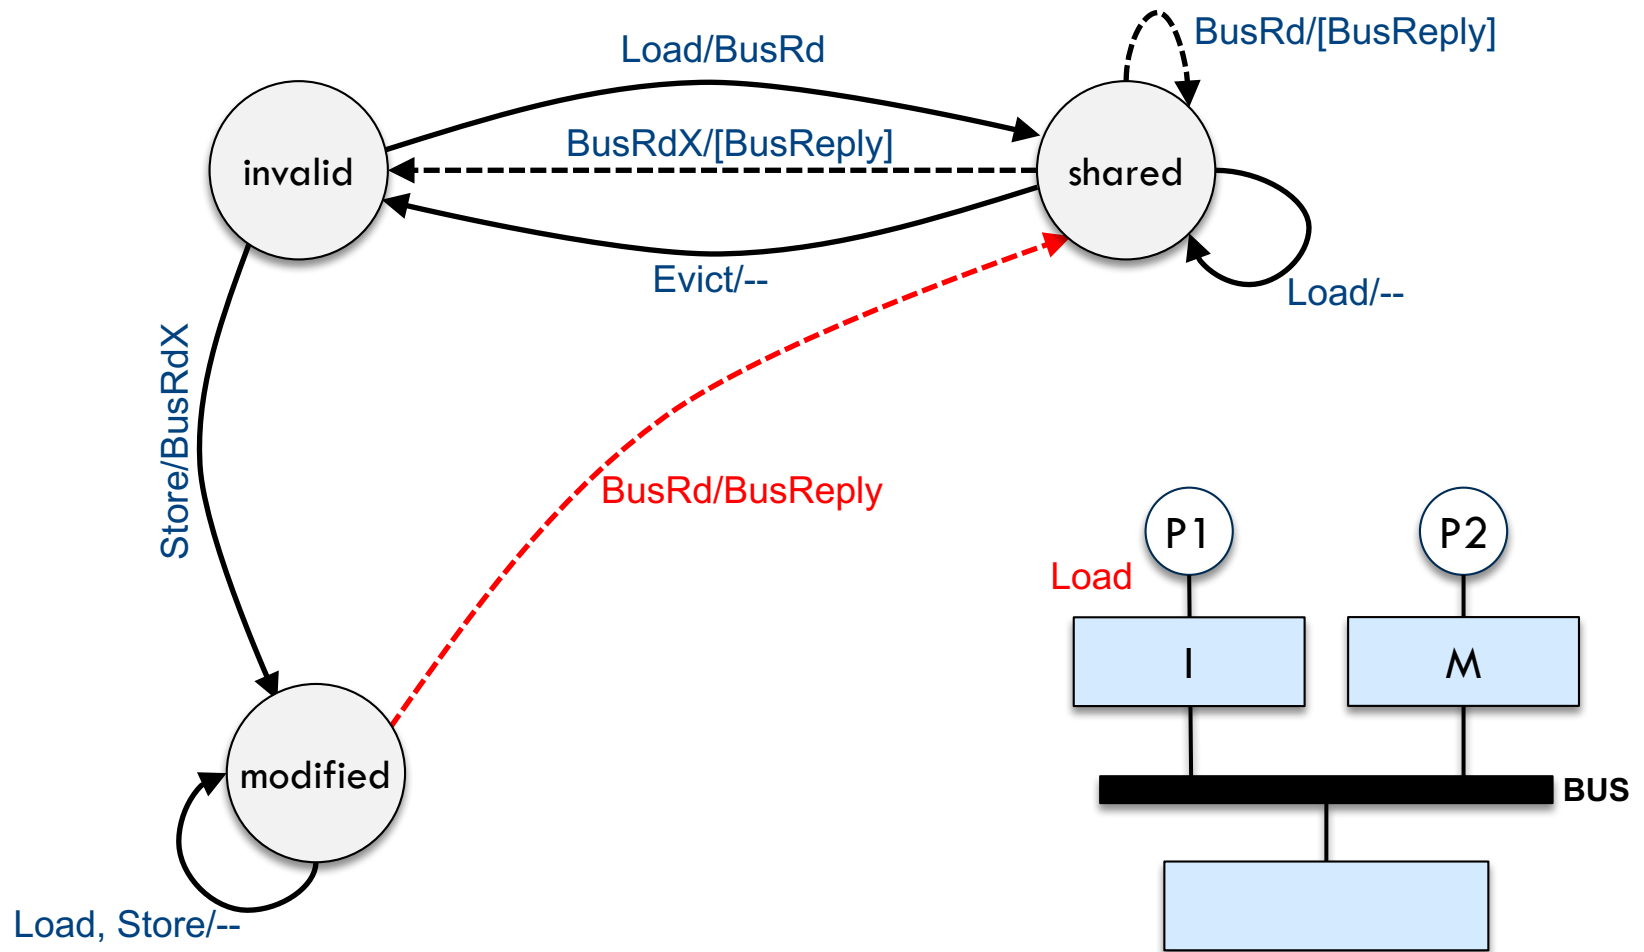 BusRd/[BusReply]
Load/BusRd
BusRdX/[BusReply]
invalid
shared
Evict/--
Load/--
Store/BusRdX
BusRd/BusReply
P1
P2
Load
I
M
modified
BUS
Load, Store/--